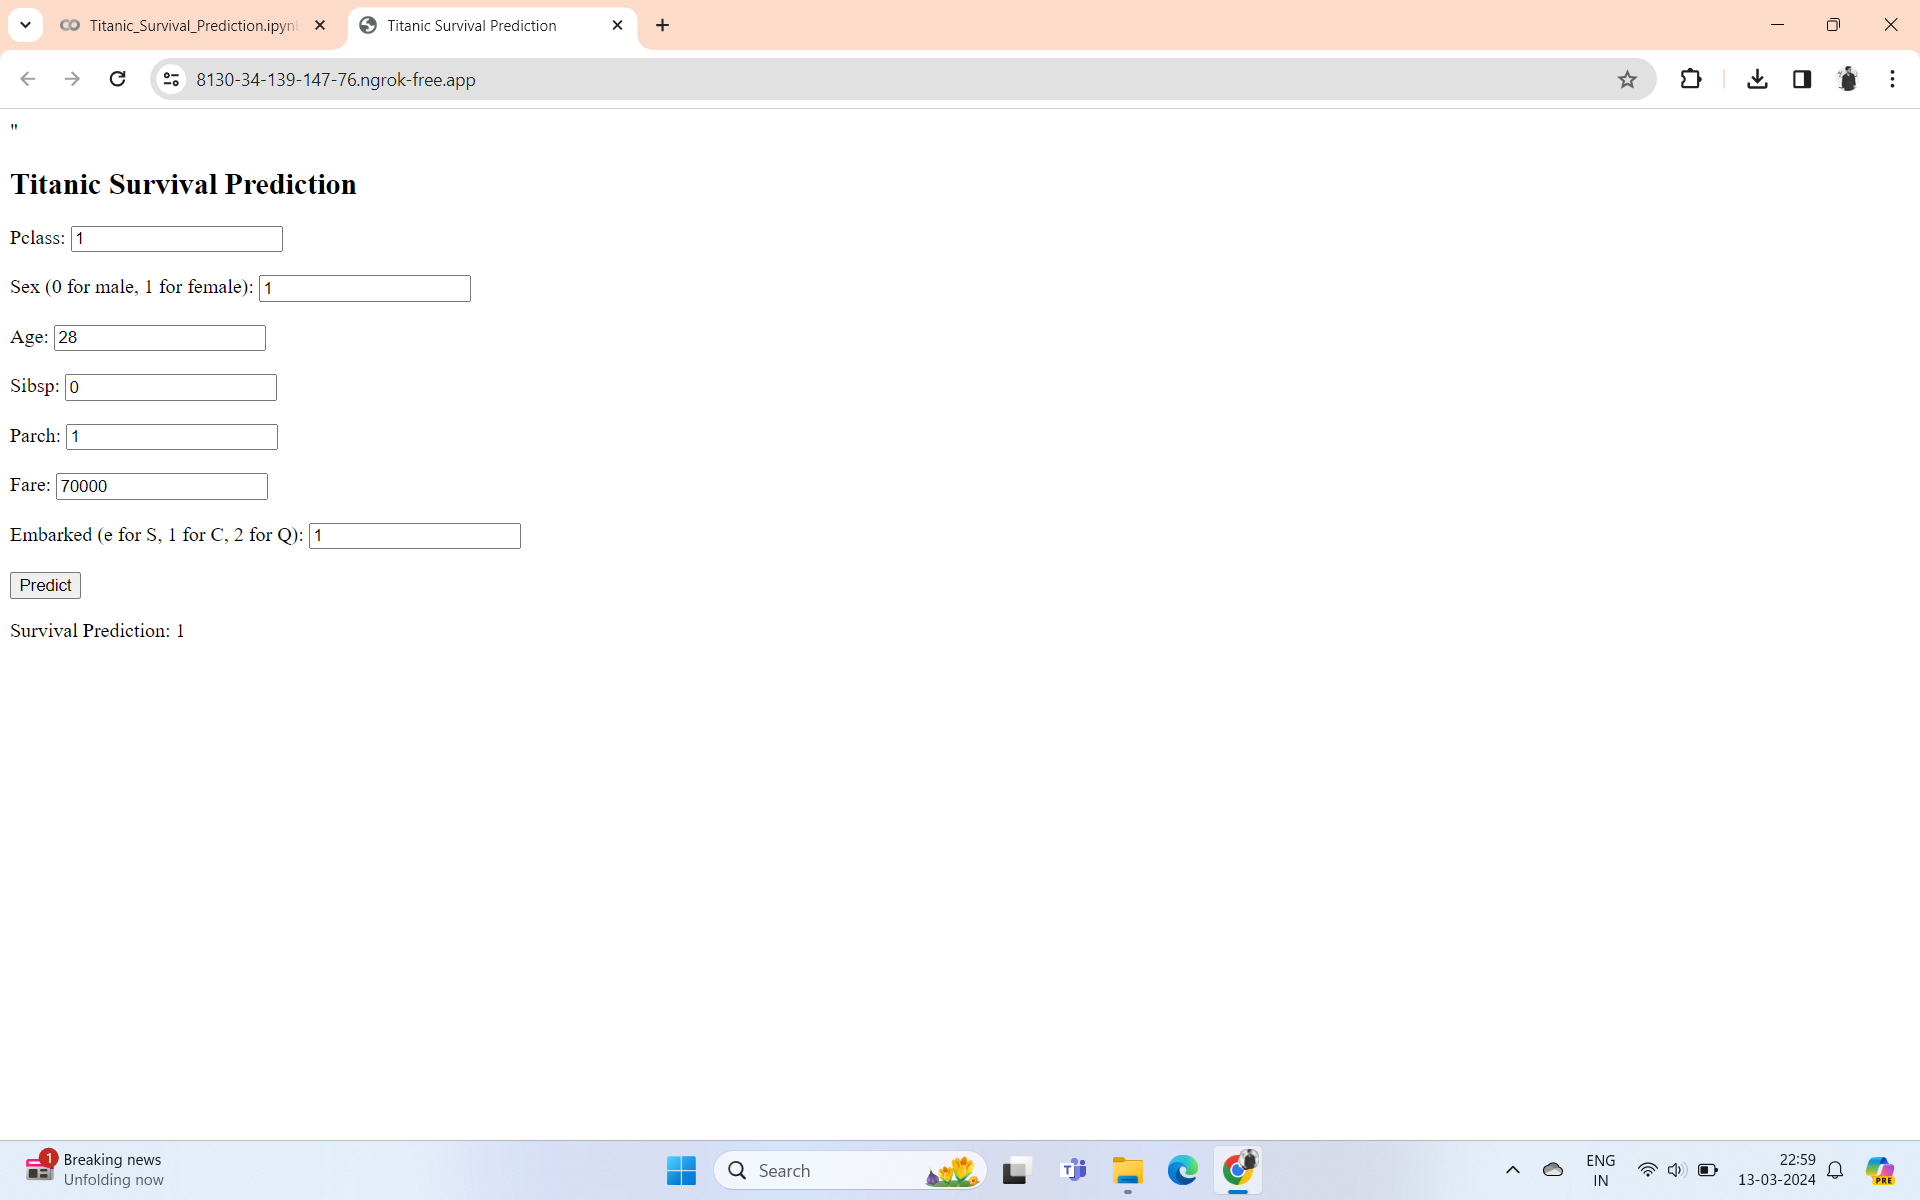 Titanic_Survival_Prediction.ipynb
Titanic Survival Prediction
8130-34-139-147-76.ngrok-free.app
"
Titanic Survival Prediction
Pclass: 1
Sex (0 for male, 1 for female): 1
Age: 28
Sibsp: 0
Parch: 1
Fare: 70000
Embarked (e for S, 1 for C, 2 for Q): 1
Predict
Survival Prediction: 1
1
Breaking news
Unfolding now
Search
T
ENG
IN
22:59
13-03-2024
PRE